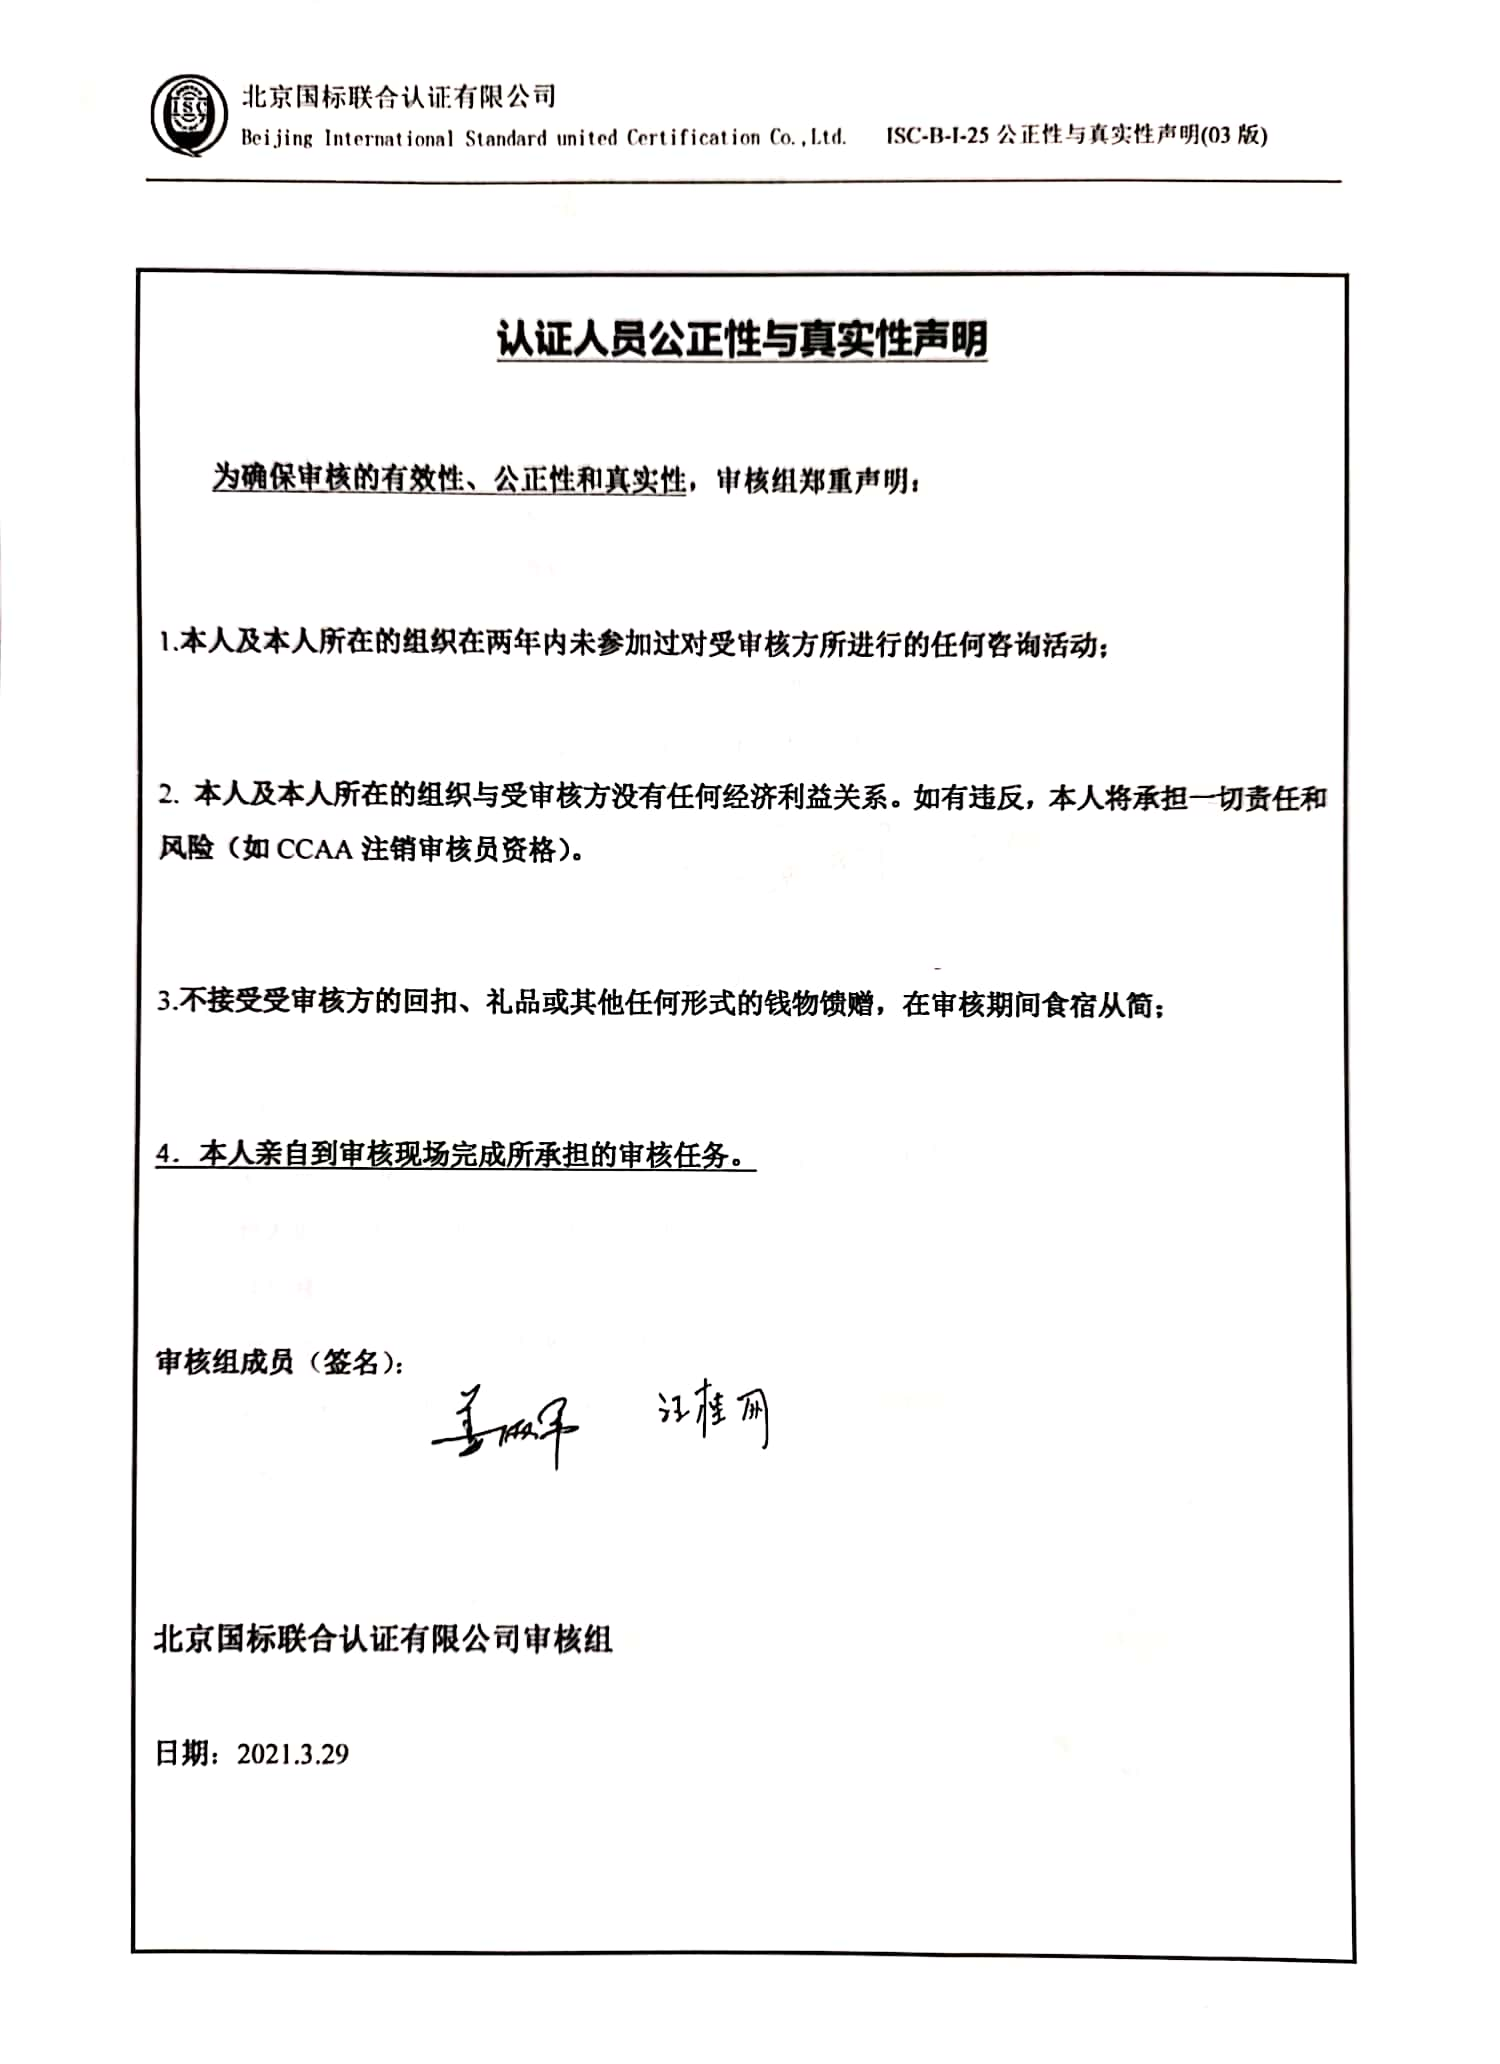 ISC
北京国标联合认证有限公司
Beijing International Standard united Certification Co.,Ltd. ISC-B-I-25 公正性与真实性声明(03 版)
认证人员公正性与真实性声明
为确保审核的有效性、公正性和真实性，审核组郑重声明：
1.本人及本人所在的组织在两年内未参加过对受审核方所进行的任何咨询活动；
2. 本人及本人所在的组织与受审核方没有任何经济利益关系。如有违反，本人将承担一切责任和
风险（如 CCAA 注销审核员资格）。
3.不接受受审核方的回扣、礼品或其他任何形式的钱物馈赠，在审核期间食宿从简；
4．本人亲自到审核现场完成所承担的审核任务。
审核组成员（签名）：
汪桂
北京国标联合认证有限公司审核组
日期：2021.3.29